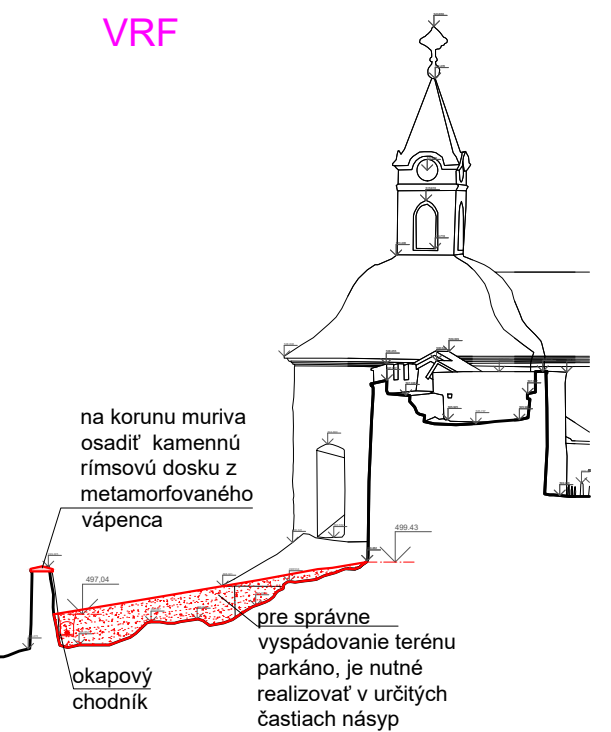 VRF
na korunu muriva
osadiť kamennú
rímsovú dosku z
metamorfovaného
vápenca
499.43
497,04
okapový
chodník
pre správne
vyspádovanie terénu
parkáno, je nutné
realizovať v určitých
častiach násyp